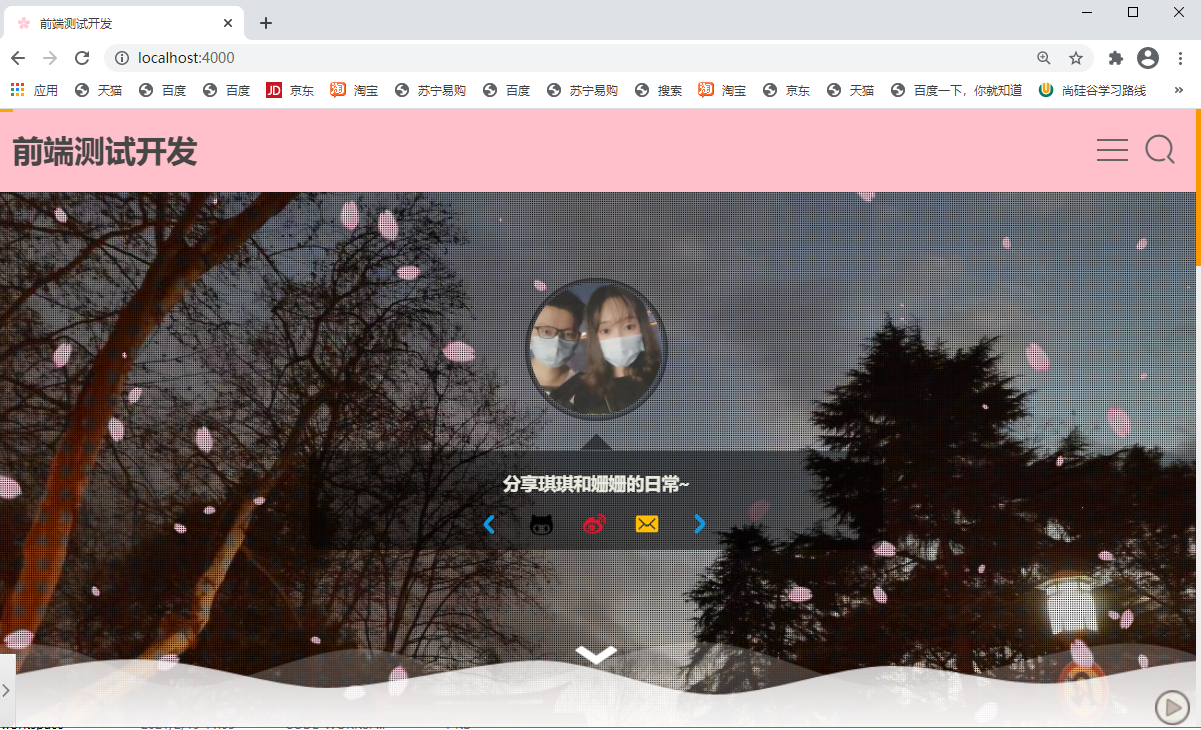 前端测试开发
localhost:4000
应用 天猫 百度 百度 JD 京东 淘 淘宝 苏宁易购 百度 苏宁易购 搜索 淘 淘宝 京东 天猫 百度一下，你就知道 尚硅谷学习路线 »
前端测试开发
分享琪琪和姗姗的日常~